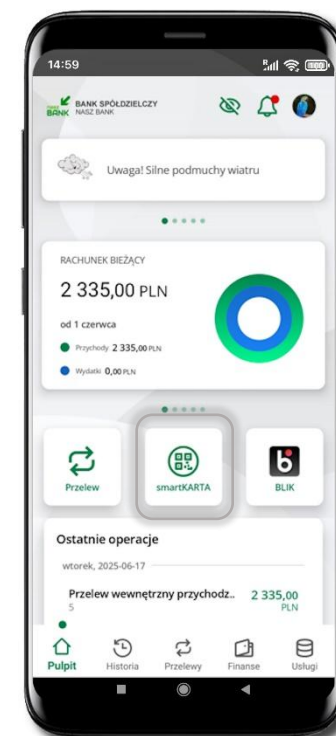 14:59
NASZ BANK
BANK SPÓŁDZIELCZY
NASZ BANK
Uwaga! Silne podmuchy wiatru
RACHUNEK BIEŻĄCY
2 335,00 PLN
od 1 czerwca
Przychody 2 335,00 PLN
Wydatki 0,00 PLN
Przelew
smartKARTA
BLIK
Ostatnie operacje
wtorek, 2025-06-17
Przelew wewnętrzny przychodz.. 2 335,00
5 PLN
Pulpit Historia Przelewy Finanse Usługi